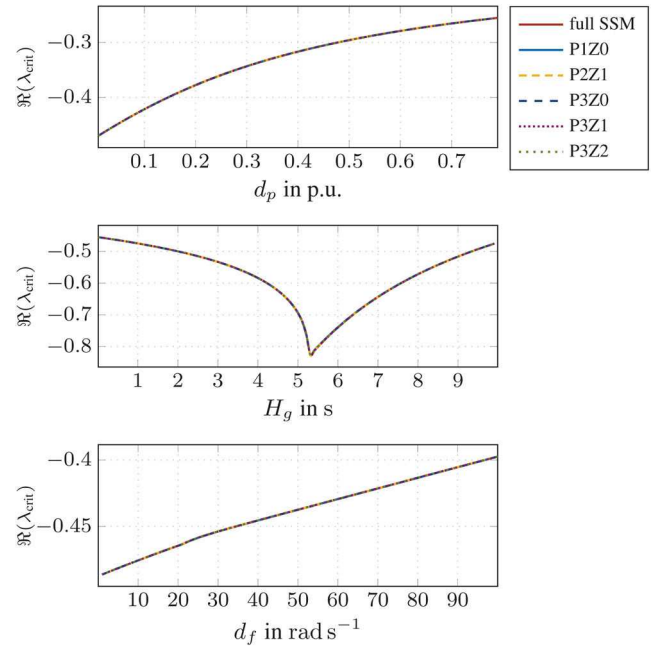 −0.3
−0.4
ℜ(λcrit)
0.1 0.2 0.3 0.4 0.5 0.6 0.7
dp in p.u.
full SSM
P1Z0
P2Z1
P3Z0
P3Z1
P3Z2
−0.5
−0.6
−0.7
−0.8
ℜ(λcrit)
1 2 3 4 5 6 7 8 9
Hg in s
−0.4
−0.45
ℜ(λcrit)
10 20 30 40 50 60 70 80 90
df in rad s−1